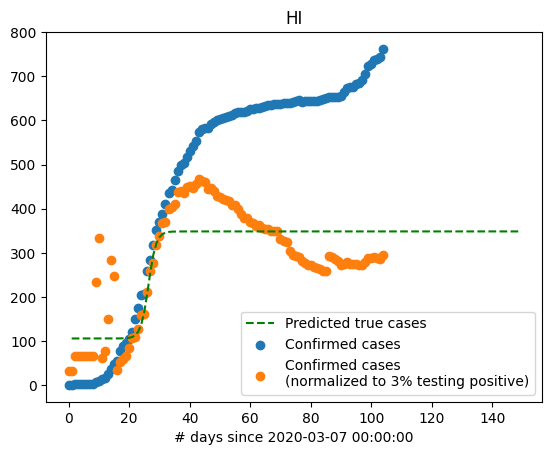 HI
800
700
600
500
400
300
200
100
0
Predicted true cases
Confirmed cases
Confirmed cases
(normalized to 3% testing positive)
0 20 40 60 80 100 120 140
# days since 2020-03-07 00:00:00